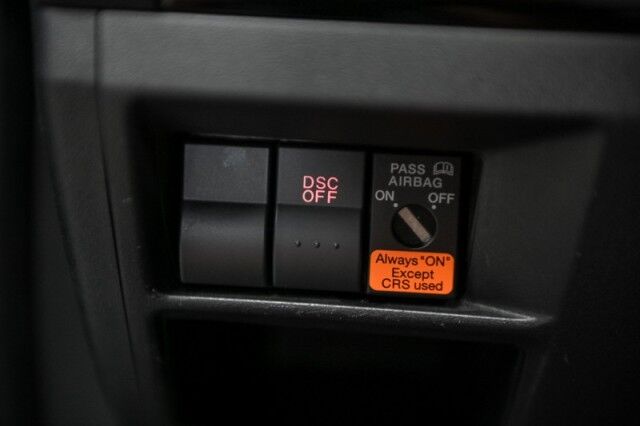 DSC
OFF
PASS
AIRBAG
ON OFF
Always "ON"
Except
CRS used